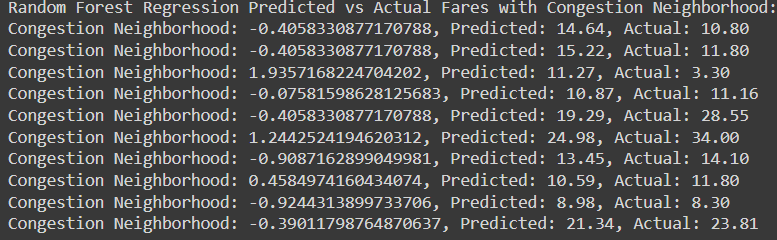 Random Forest Regression Predicted vs Actual Fares with Congestion Neighborhood:
Congestion Neighborhood: -0.4058330877170788, Predicted: 14.64, Actual: 10.80
Congestion Neighborhood: -0.4058330877170788, Predicted: 15.22, Actual: 11.80
Congestion Neighborhood: 1.9357168224704202, Predicted: 11.27, Actual: 3.30
Congestion Neighborhood: -0.07581598628125683, Predicted: 10.87, Actual: 11.16
Congestion Neighborhood: -0.4058330877170788, Predicted: 19.29, Actual: 28.55
Congestion Neighborhood: 1.2442524194620312, Predicted: 24.98, Actual: 34.00
Congestion Neighborhood: -0.9087162899049981, Predicted: 13.45, Actual: 14.10
Congestion Neighborhood: 0.4584974160434074, Predicted: 10.59, Actual: 11.80
Congestion Neighborhood: -0.9244313899733706, Predicted: 8.98, Actual: 8.30
Congestion Neighborhood: -0.39011798764870637, Predicted: 21.34, Actual: 23.81